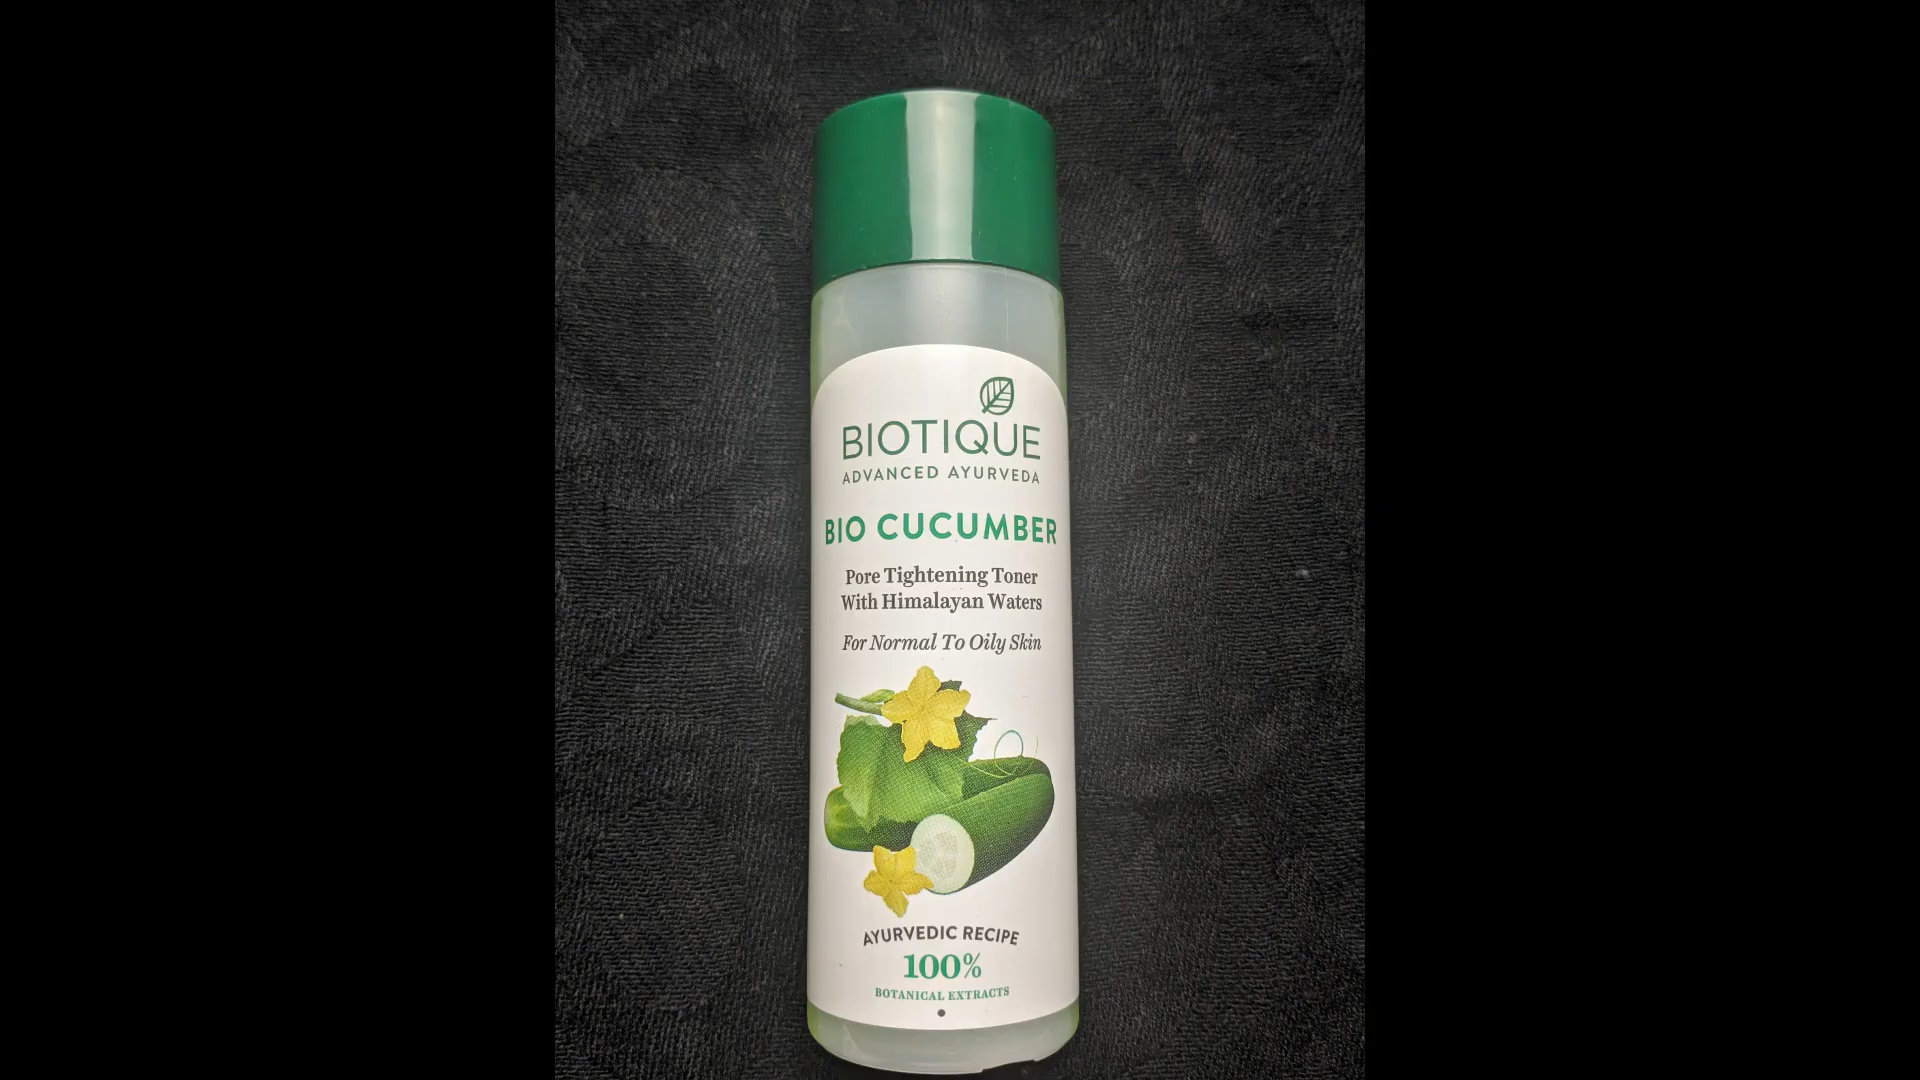 BIOTIQUE
ADVANCED AYURVEDA
BIO CUCUMBER
Pore Tightening Toner
With Himalayan Waters
For Normal To Oily Skin
AYURVEDIC RECIPE
100%
BOTANICAL EXTRACTS